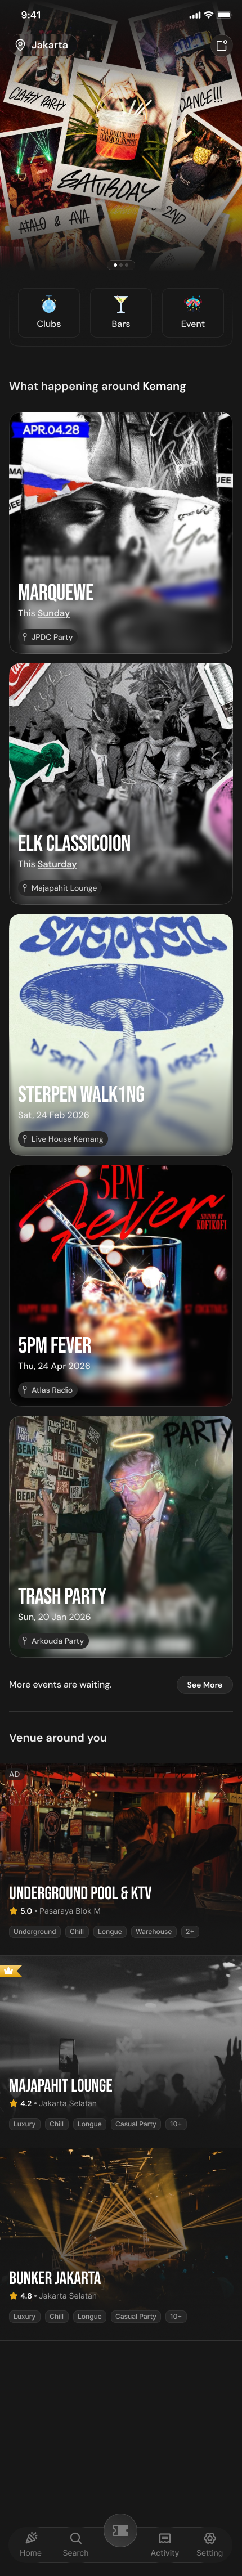 9:41
Jakarta
CLASSY PARTY
DANCE!!!
SATURDAY
2ND
ATALO & AVA
Clubs
Bars
Event
What happening around Kemang
APR.04.28
MARQUEWE
This Sunday
JPDC Party
ELK CLASSICOION
This Saturday
Majapahit Lounge
STEPHEN
STERPEN WALK1NG
Sat, 24 Feb 2026
Live House Kemang
5PM
Fever
5PM FEVER
Thu, 24 Apr 2026
Atlas Radio
PARTY
TRASH PARTY
Sun, 20 Jan 2026
Arkouda Party
More events are waiting.
See More
Venue around you
AD
UNDERGROUND POOL & KTV
5.0 • Pasaraya Blok M
Underground Chill Longue Warehouse 2+
MAJAPAHIT LOUNGE
4.2 • Jakarta Selatan
Luxury Chill Longue Casual Party 10+
BUNKER JAKARTA
4.8 • Jakarta Selatan
Luxury Chill Longue Casual Party 10+
Home
Search
Activity
Setting